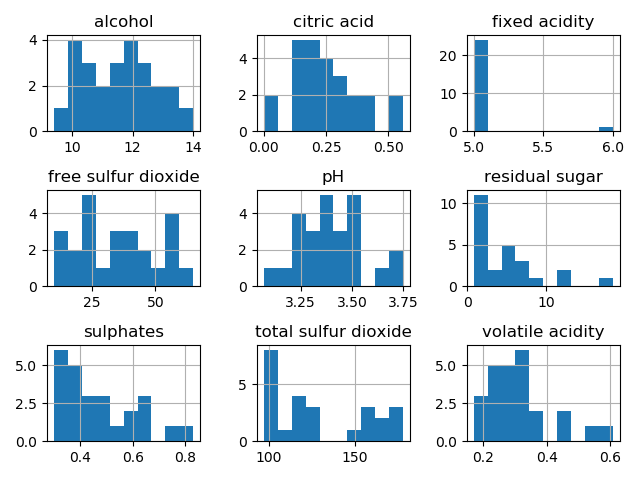 alcohol
4
2
0
10 12 14
citric acid
4
2
0
0.00 0.25 0.50
fixed acidity
20
10
0
5.0 5.5 6.0
free sulfur dioxide
4
2
0
25 50
pH
4
2
0
3.25 3.50 3.75
residual sugar
10
5
0
0 10
sulphates
5.0
2.5
0.0
0.4 0.6 0.8
total sulfur dioxide
5
0
100 150
volatile acidity
5.0
2.5
0.0
0.2 0.4 0.6